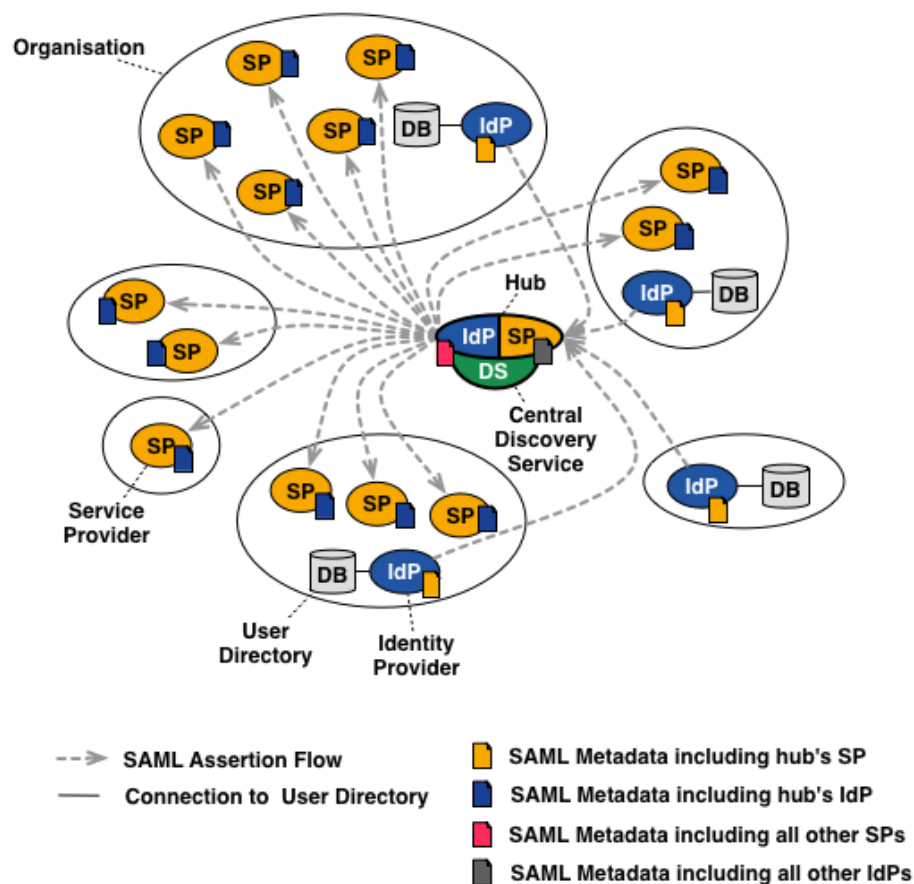 Organisation
SP
SP
SP
SP
DB
IdP
SP
SP
SP
IdP
DB
Hub
SP
SP
IdP
SP
DS
Central
Discovery
Service
SP
Service
Provider
SP
SP
SP
DB
IdP
IdP
DB
User
Directory
Identity
Provider
SAML Assertion Flow
Connection to User Directory
SAML Metadata including hub's SP
SAML Metadata including hub's IdP
SAML Metadata including all other SPs
SAML Metadata including all other IdPs